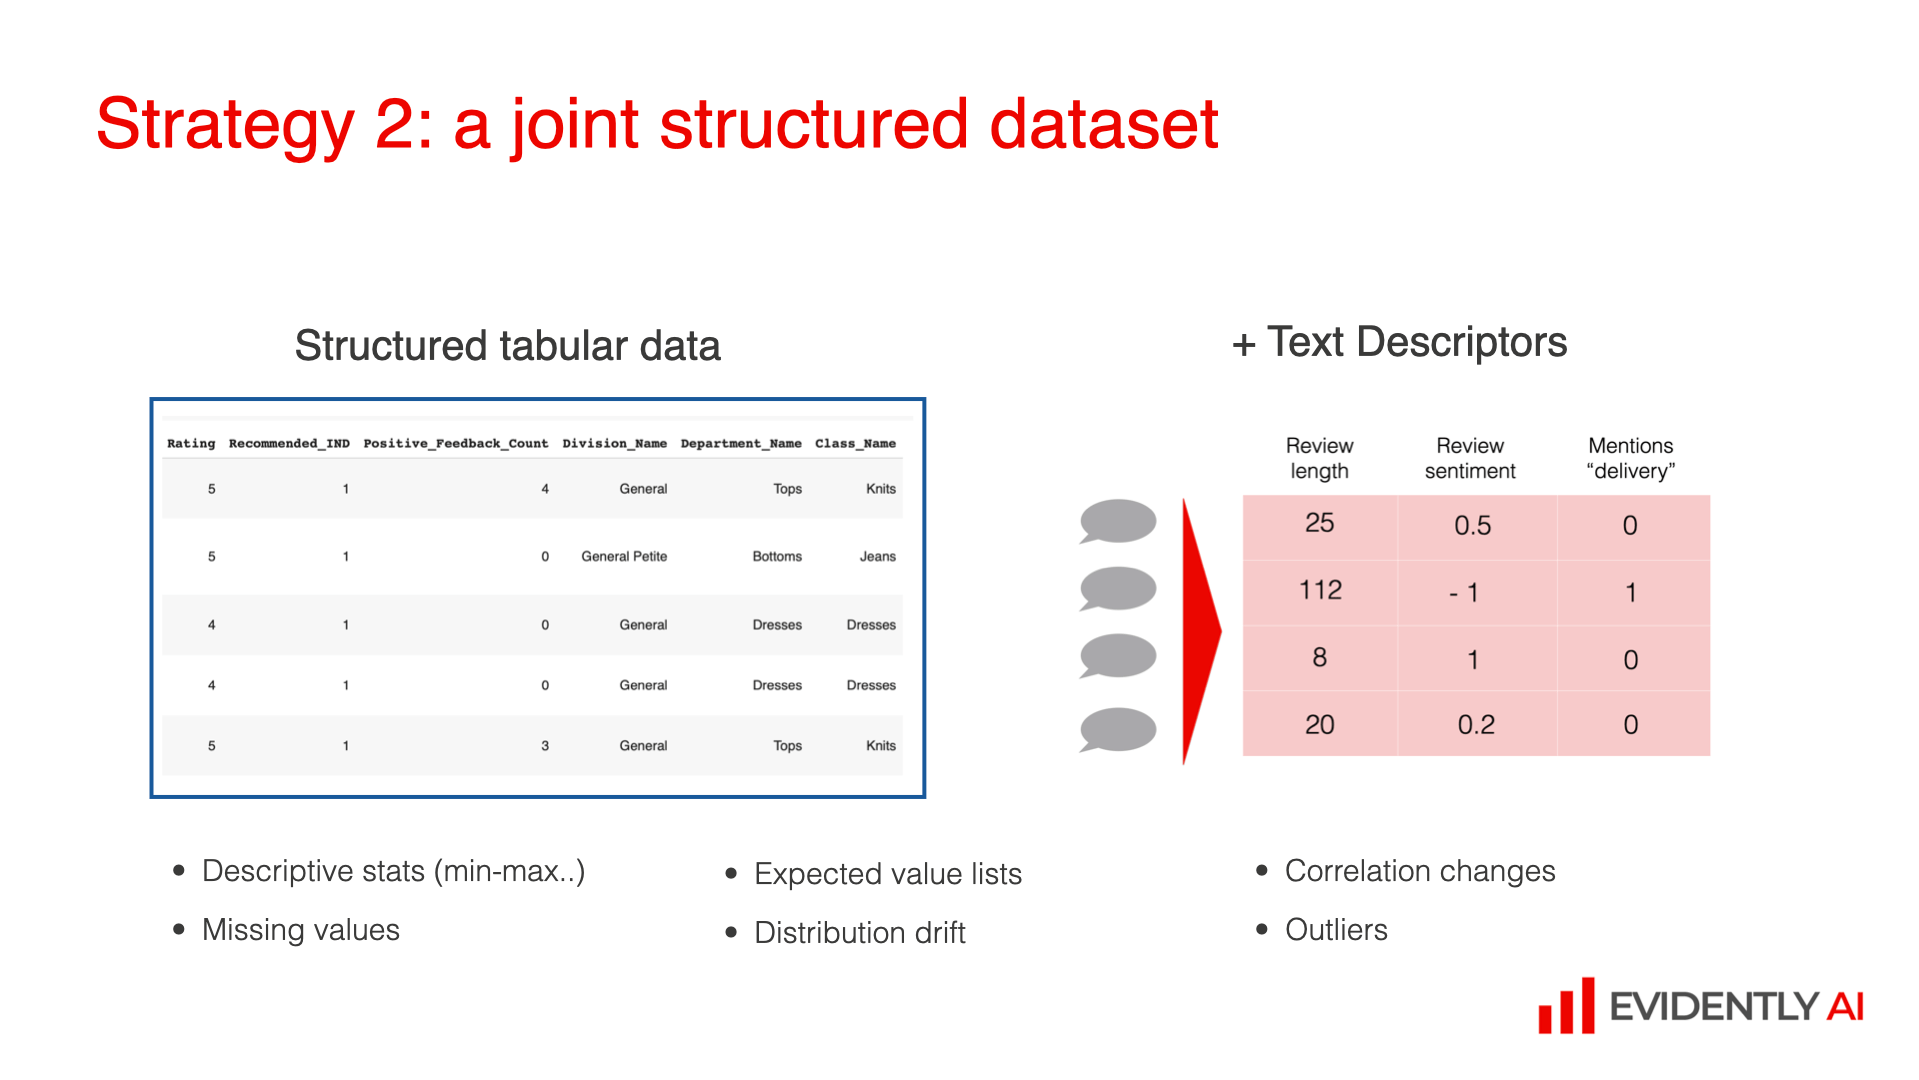 Strategy 2: a joint structured dataset
Structured tabular data
Rating Recommended_IND Positive_Feedback_Count Division_Name Department_Name Class_Name
5 1 4 General Tops Knits
5 1 0 General Petite Bottoms Jeans
4 1 0 General Dresses Dresses
4 1 0 General Dresses Dresses
5 1 3 General Tops Knits
+ Text Descriptors
Review length Review sentiment Mentions “delivery”
25 0.5 0
112 - 1 1
8 1 0
20 0.2 0
• Descriptive stats (min-max..)
• Missing values
• Expected value lists
• Distribution drift
• Correlation changes
• Outliers
EVIDENTLY AI